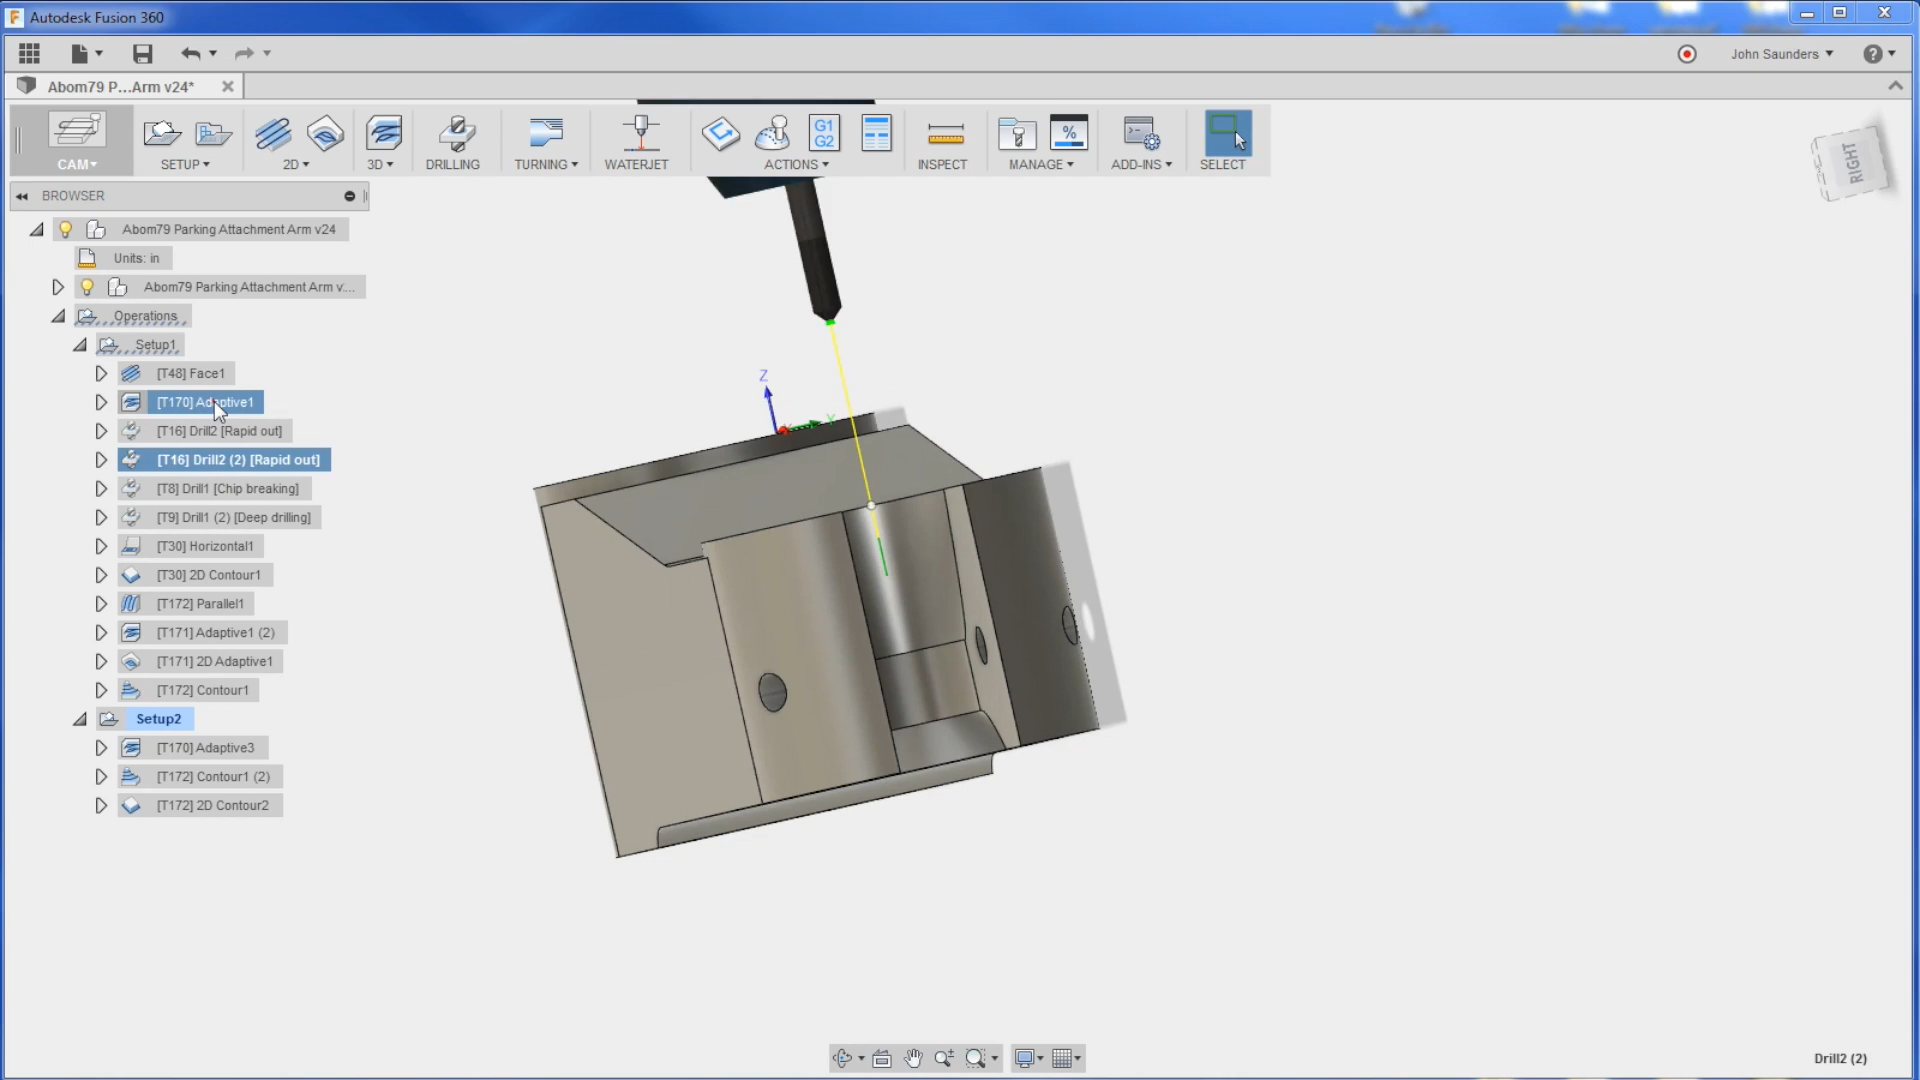 Autodesk Fusion 360
John Saunders
Abom79 P...Arm v24*
G1
G2
%
CAM
SETUP
2D
3D
DRILLING
TURNING
WATERJET
ACTIONS
INSPECT
MANAGE
ADD-INS
SELECT
RIGHT
BROWSER
Abom79 Parking Attachment Arm v24
Units: in
Abom79 Parking Attachment Arm v:...
Operations
Setup1
[T48] Face1
[T170] Adaptive1
[T16] Drill2 [Rapid out]
[T16] Drill2 (2) [Rapid out]
[T8] Drill1 [Chip breaking]
[T9] Drill1 (2) [Deep drilling]
[T30] Horizontal1
[T30] 2D Contour1
[T172] Parallel1
[T171] Adaptive1 (2)
[T171] 2D Adaptive1
[T172] Contour1
Setup2
[T170] Adaptive3
[T172] Contour1 (2)
[T172] 2D Contour2
Z
Y
Drill2 (2)